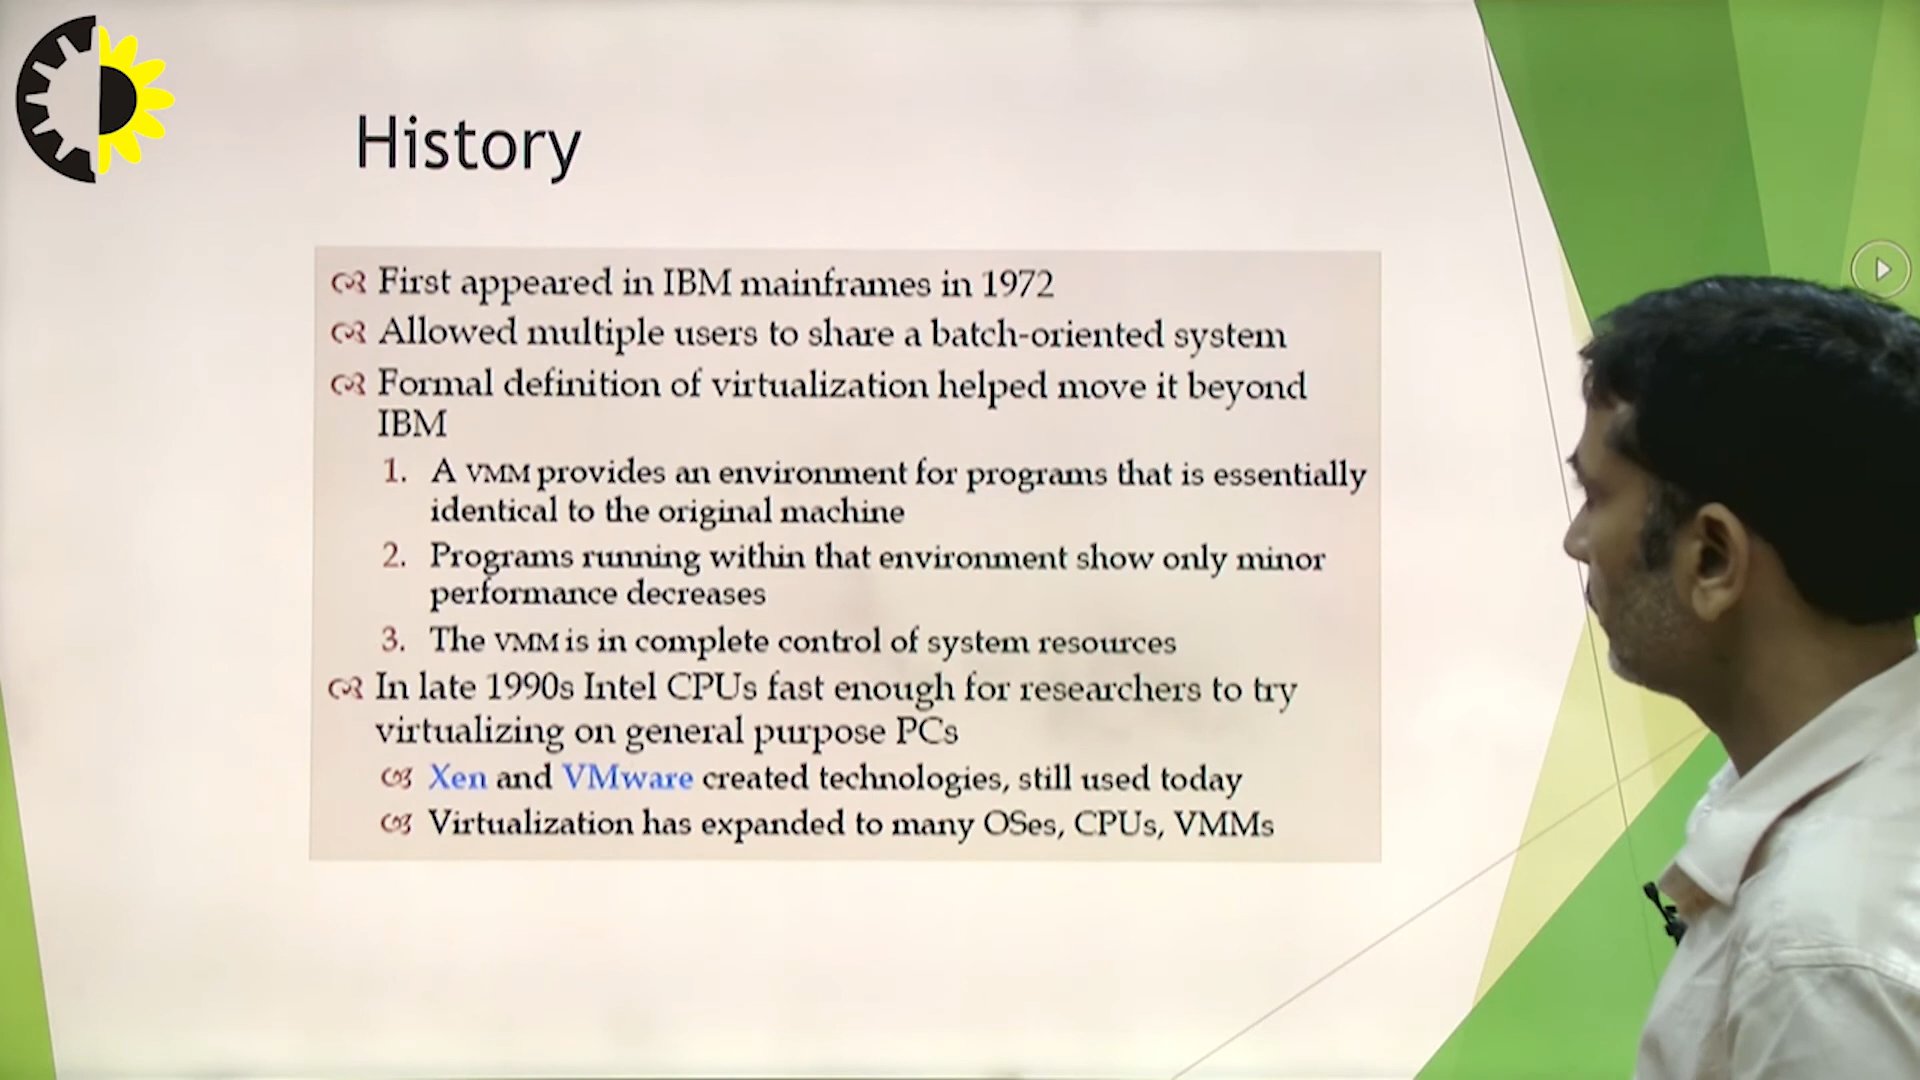 History
First appeared in IBM mainframes in 1972
Allowed multiple users to share a batch-oriented system
Formal definition of virtualization helped move it beyond
IBM
1. A VMM provides an environment for programs that is essentially
identical to the original machine
2. Programs running within that environment show only minor
performance decreases
3. The VMM is in complete control of system resources
In late 1990s Intel CPUs fast enough for researchers to try
virtualizing on general purpose PCs
Xen and VMware created technologies, still used today
Virtualization has expanded to many OSes, CPUs, VMMs